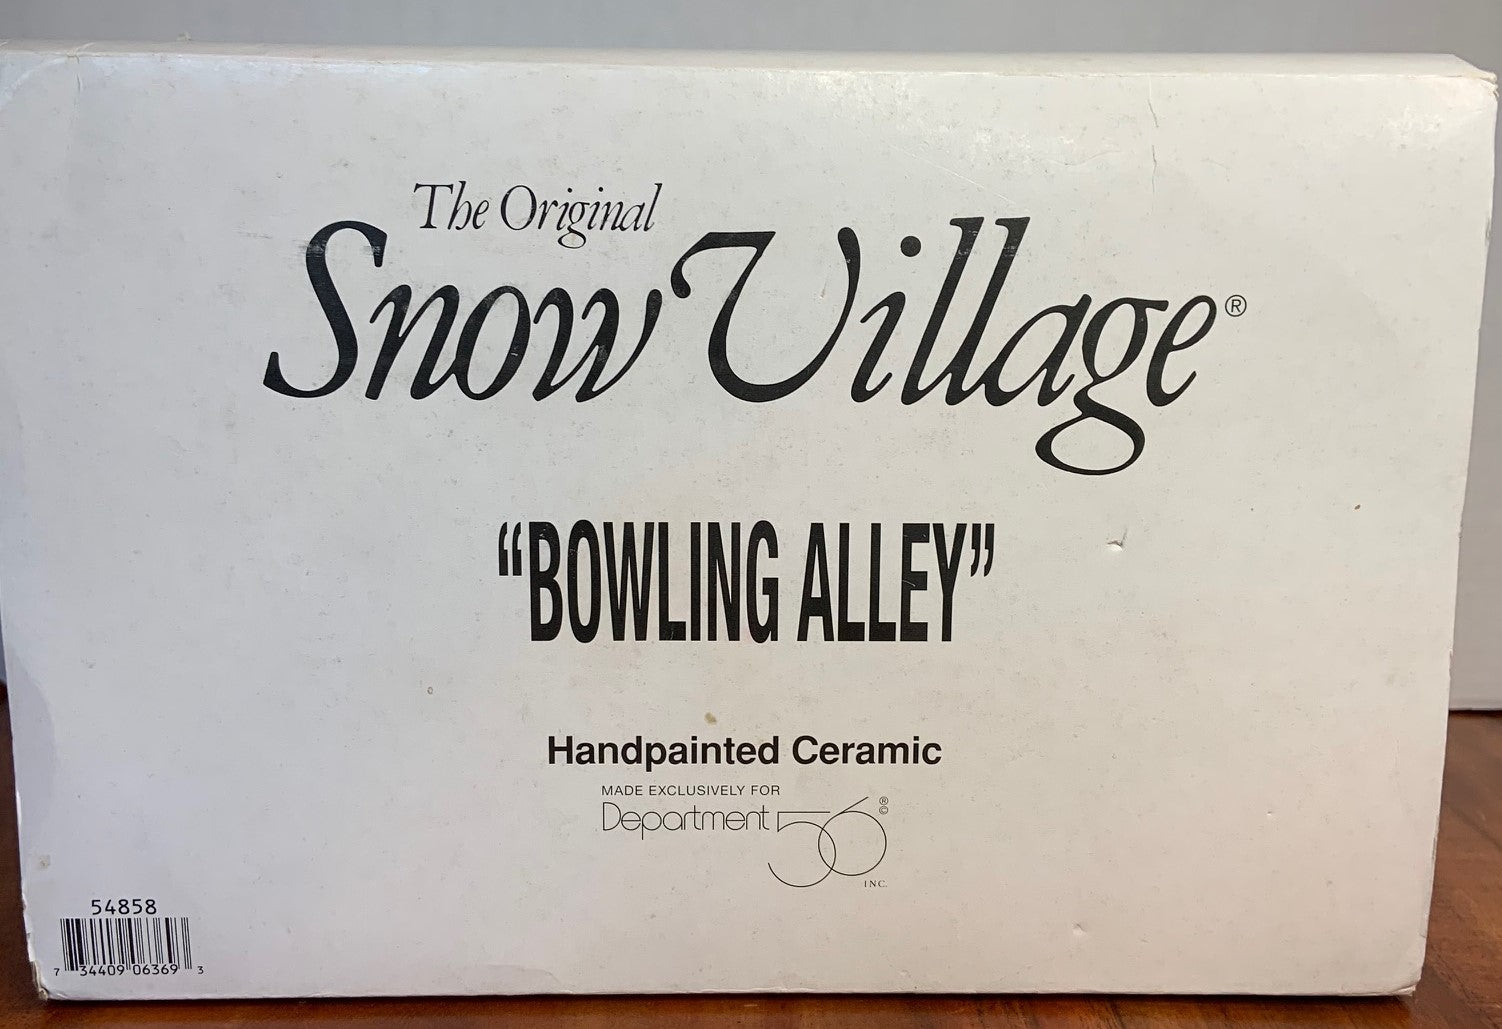 The Original
Snow Village®
“BOWLING ALLEY”
Handpainted Ceramic
MADE EXCLUSIVELY FOR
Department 56 ® ©
INC.
54858
7 34409 06369 3